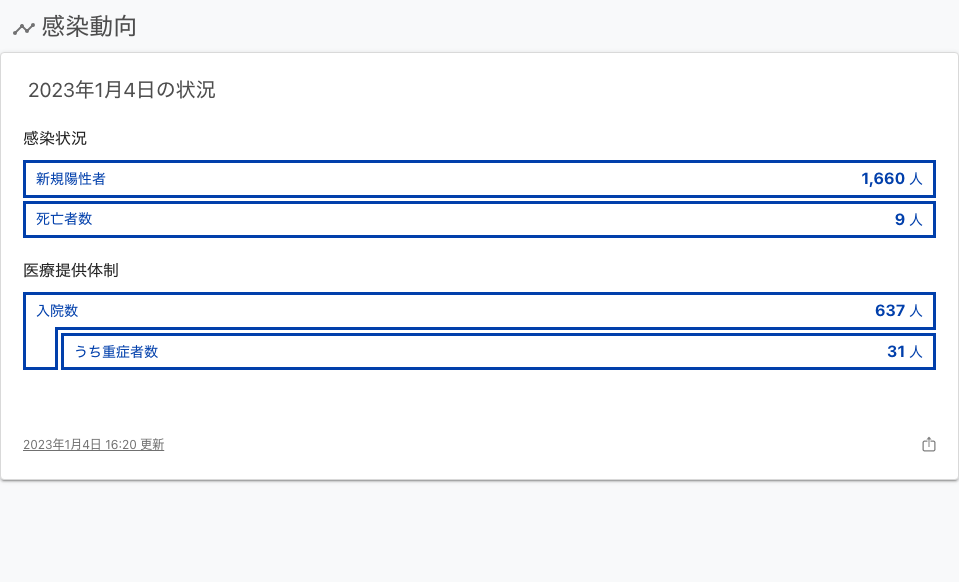 感染動向
2023年1月4日の状況
感染状況
新規陽性者 1,660 人
死亡者数 9 人
医療提供体制
入院数 637 人
うち重症者数 31 人
2023年1月4日 16:20 更新